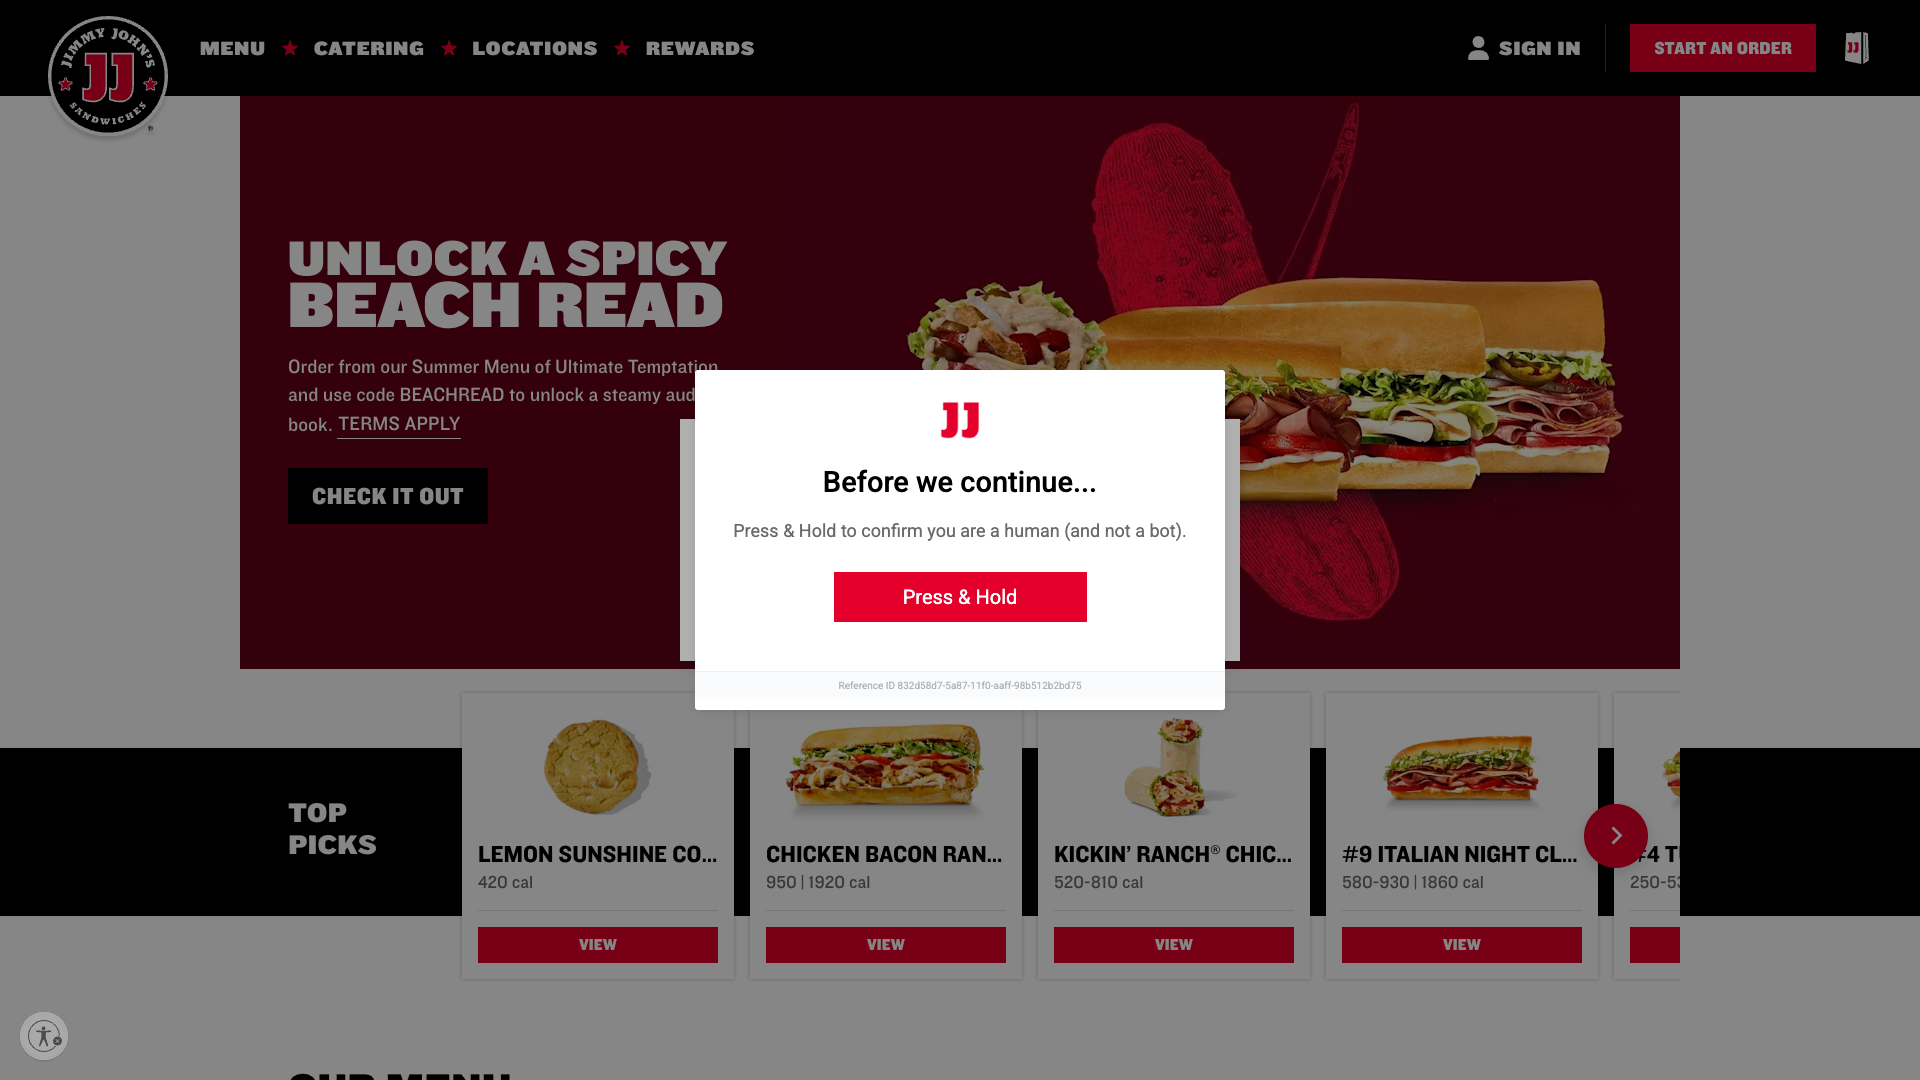 JIMMY JOHN'S
JJ
SANDWICHES
MENU
CATERING
LOCATIONS
REWARDS
SIGN IN
START AN ORDER
JJ
UNLOCK A SPICY
BEACH READ
Order from our Summer Menu of Ultimate Temptation
and use code BEACHREAD to unlock a steamy aud
book. TERMS APPLY
CHECK IT OUT
JJ
Before we continue...
Press & Hold to confirm you are a human (and not a bot).
Press & Hold
Reference ID 832d58d7-5a87-11f0-aaff-98b512b2bd75
TOP
PICKS
LEMON SUNSHINE CO...
420 cal
VIEW
CHICKEN BACON RAN...
950 | 1920 cal
VIEW
KICKIN' RANCH® CHIC...
520-810 cal
VIEW
#9 ITALIAN NIGHT CL...
580-930 | 1860 cal
VIEW
#4 T
250-53
OUR MENU